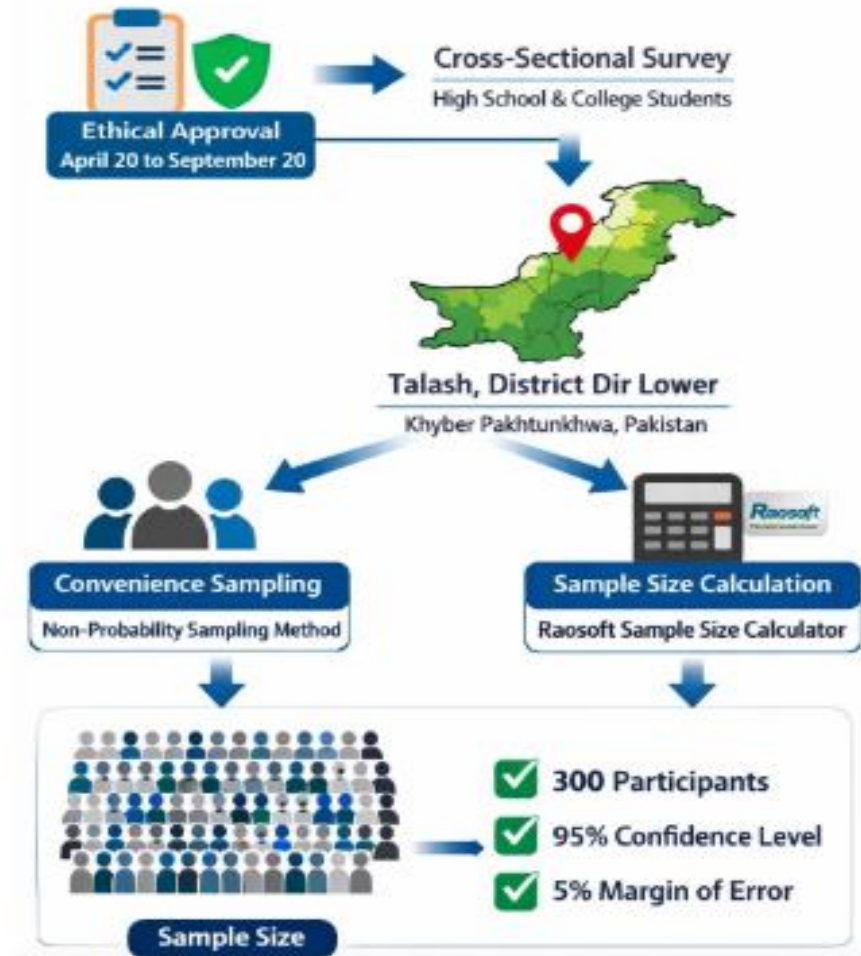 Cross-Sectional Survey
High School & College Students
Ethical Approval
April 20 to September 20
Talash, District Dir Lower
Khyber Pakhtunkhwa, Pakistan
Raosoft
Convenience Sampling
Non-Probability Sampling Method
Sample Size Calculation
Raosoft Sample Size Calculator
300 Participants
95% Confidence Level
5% Margin of Error
Sample Size